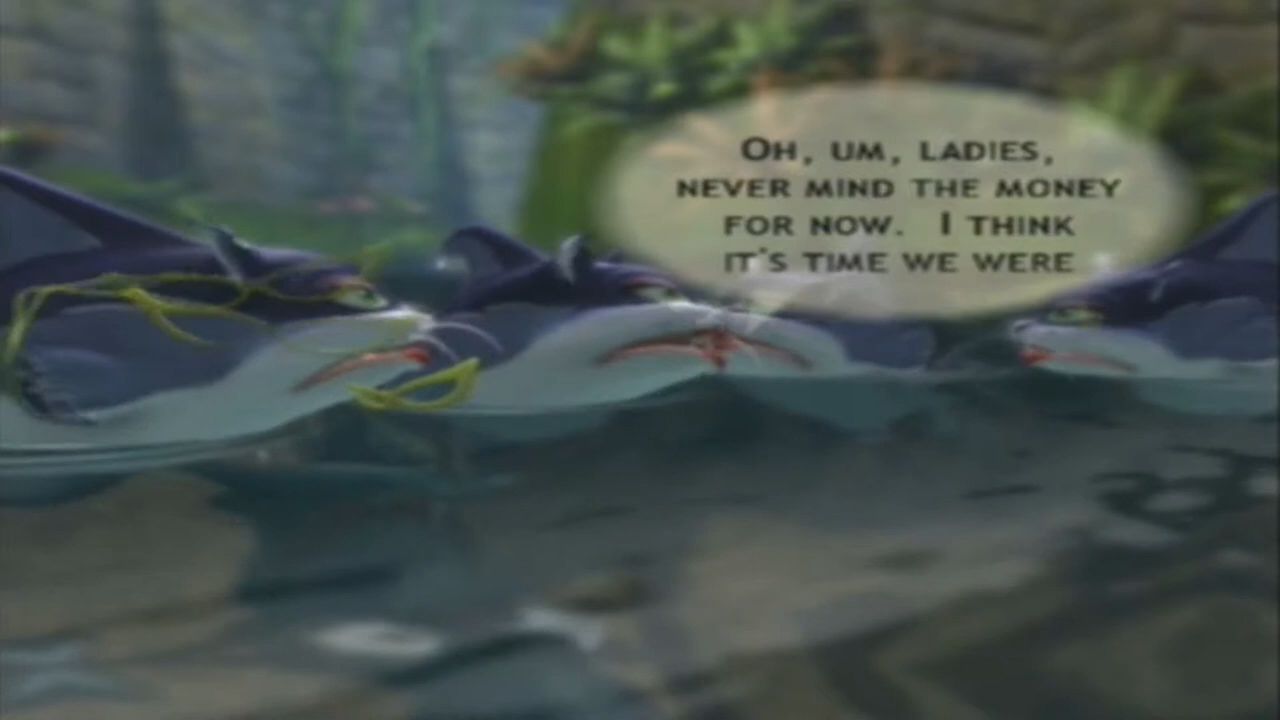 OH, UM, LADIES,
NEVER MIND THE MONEY
FOR NOW. I THINK
IT'S TIME WE WERE